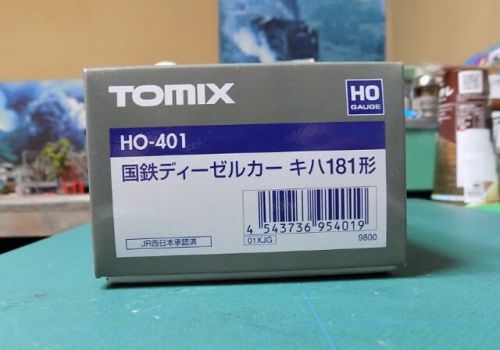 TOMIX
HO
GAUGE
HO-401
国鉄ディーゼルカー キハ181形
4 543736 954019
JR西日本承認済
01XJG
9800